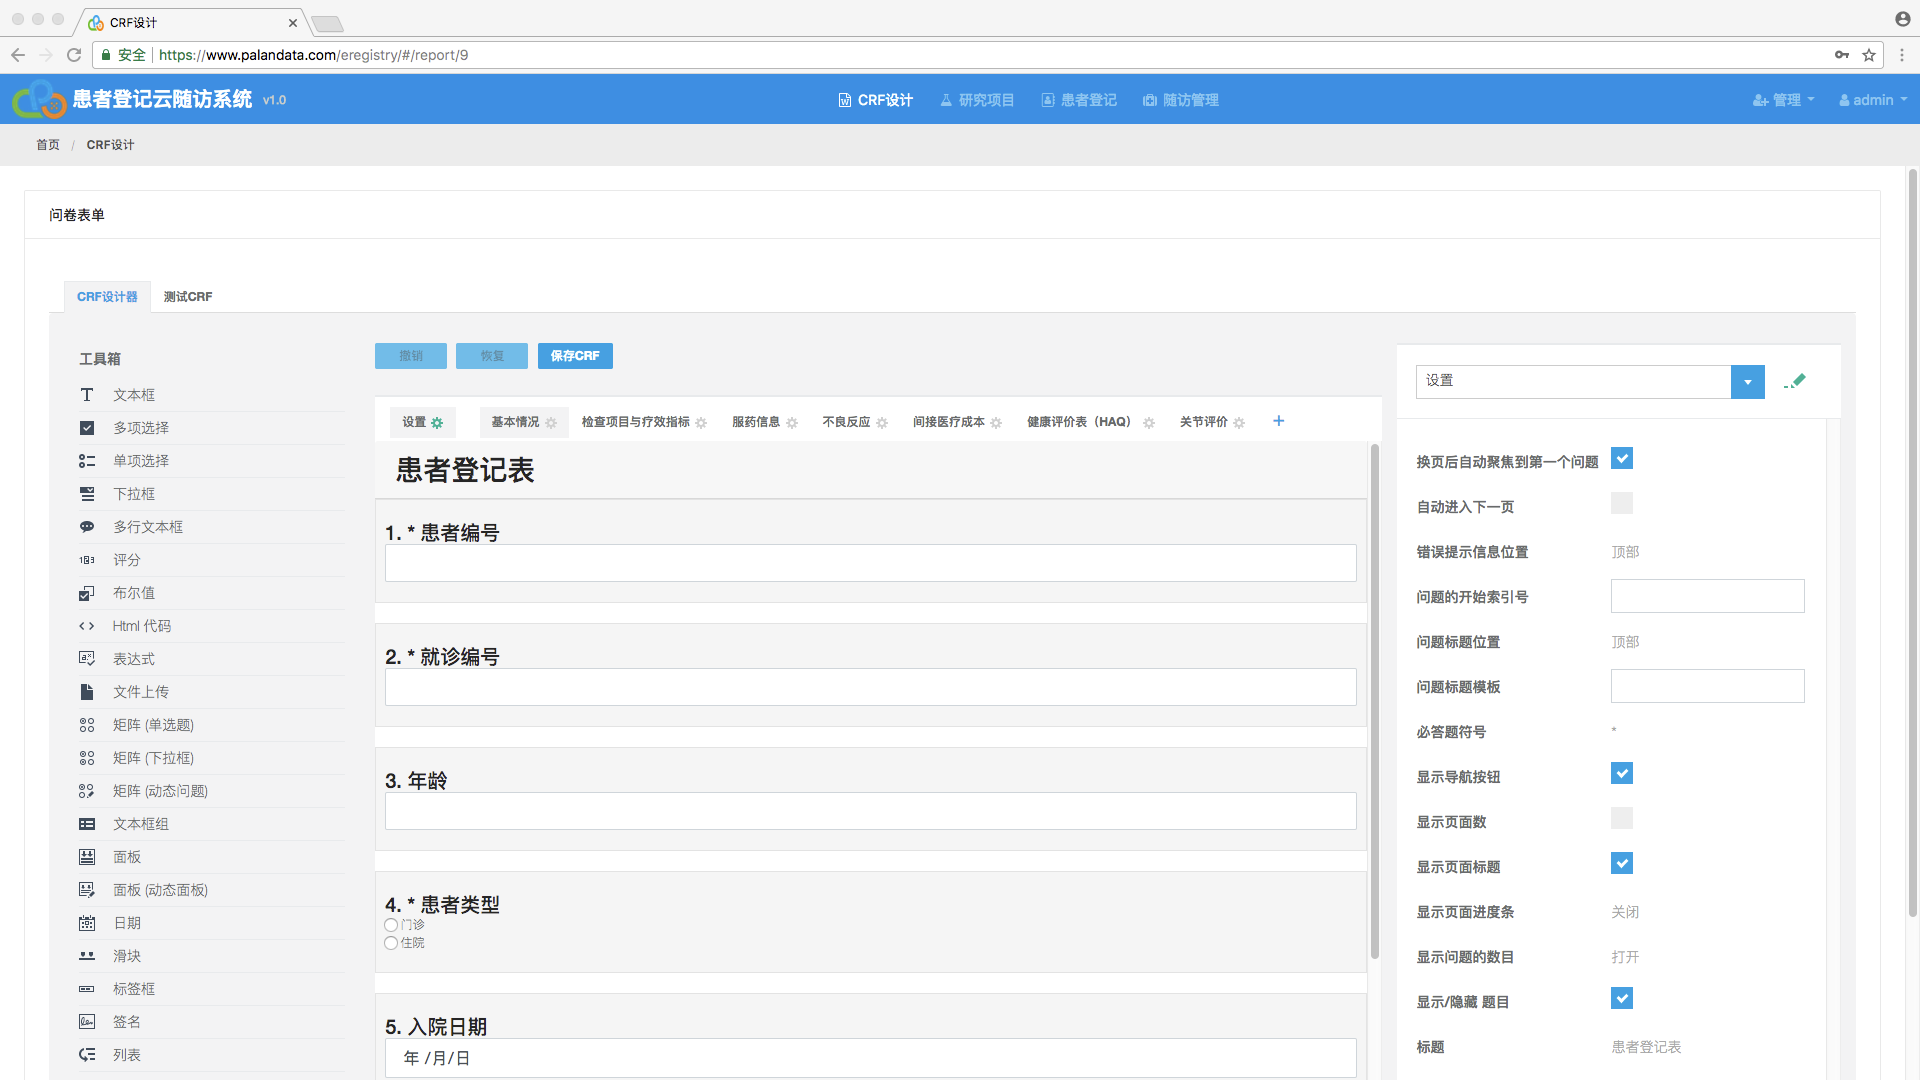 CRF设计
安全 https://www.palandata.com/eregistry/#/report/9
患者登记云随访系统 v1.0 CRF设计 研究项目 患者登记 随访管理 管理 admin
首页 / CRF设计
问卷表单
CRF设计器 测试CRF
工具箱
文本框
多项选择
单项选择
下拉框
多行文本框
评分
布尔值
Html 代码
表达式
文件上传
矩阵 (单选题)
矩阵 (下拉框)
矩阵 (动态问题)
文本框组
面板
面板 (动态面板)
日期
滑块
标签框
签名
列表
撤销 恢复 保存CRF
设置 基本情况 检查项目与疗效指标 服药信息 不良反应 间接医疗成本 健康评价表（HAQ） 关节评价 +
患者登记表
1. * 患者编号
2. * 就诊编号
3. 年龄
4. * 患者类型
门诊
住院
5. 入院日期
年 /月/日
设置
换页后自动聚焦到第一个问题
自动进入下一页
错误提示信息位置 顶部
问题的开始索引号
问题标题位置 顶部
问题标题模板
必答题符号 *
显示导航按钮
显示页面数
显示页面标题
显示页面进度条 关闭
显示问题的数目 打开
显示/隐藏 题目
标题 患者登记表